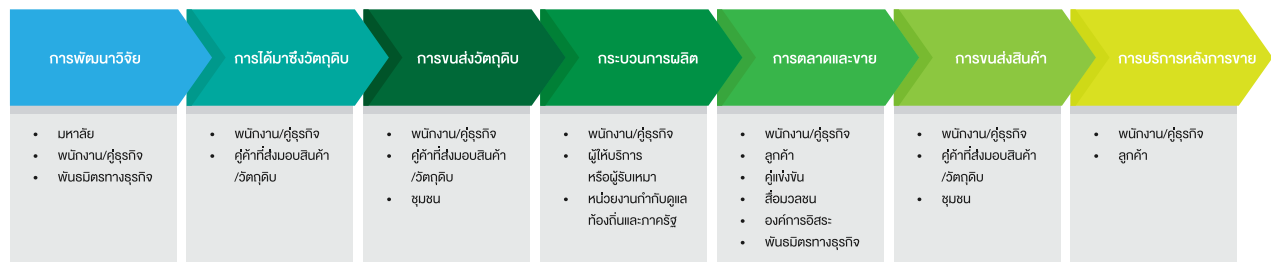 การพัฒนาวิจัย
การได้มาซึ่งวัตถุดิบ
การขนส่งวัตถุดิบ
กระบวนการผลิต
การตลาดและขาย
การขนส่งสินค้า
การบริการหลังการขาย
• มหาลัย
• พนักงาน/คู่ธุรกิจ
• พันธมิตรทางธุรกิจ
• พนักงาน/คู่ธุรกิจ
• คู่ค้าที่ส่งมอบสินค้า
/วัตถุดิบ
• พนักงาน/คู่ธุรกิจ
• คู่ค้าที่ส่งมอบสินค้า
/วัตถุดิบ
• ชุมชน
• พนักงาน/คู่ธุรกิจ
• ผู้ให้บริการ
หรือผู้รับเหมา
• หน่วยงานกำกับดูแล
ท้องถิ่นและภาครัฐ
• พนักงาน/คู่ธุรกิจ
• ลูกค้า
• คู่แข่งขัน
• สื่อมวลชน
• องค์การอิสระ
• พันธมิตรทางธุรกิจ
• พนักงาน/คู่ธุรกิจ
• คู่ค้าที่ส่งมอบสินค้า
/วัตถุดิบ
• ชุมชน
• พนักงาน/คู่ธุรกิจ
• ลูกค้า